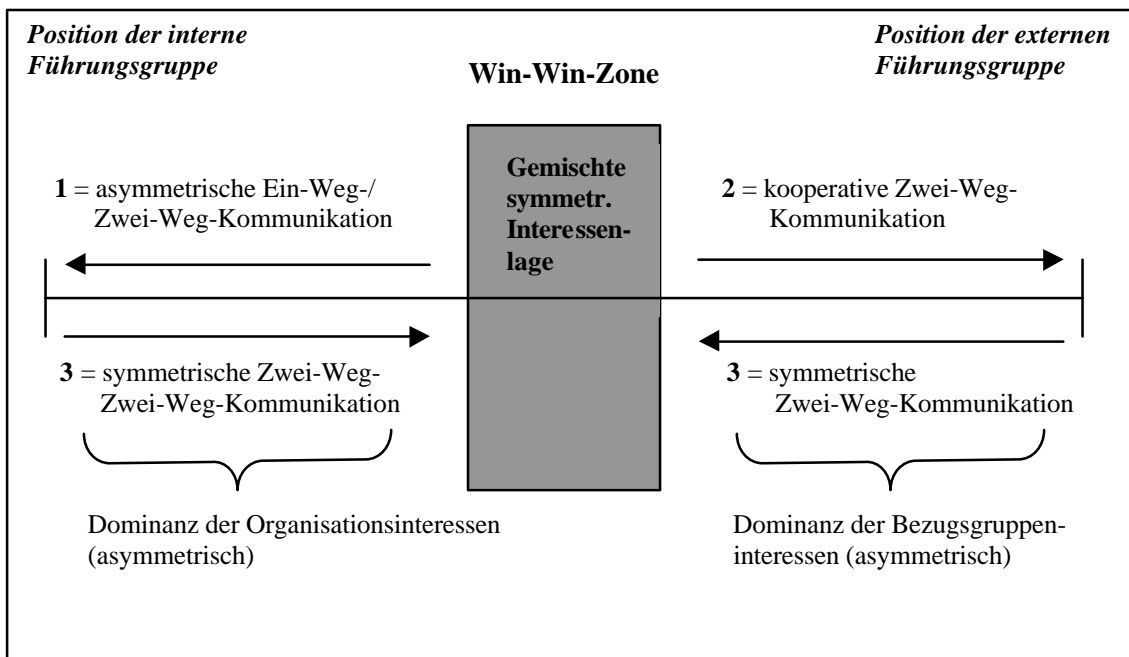 Position der interne
Führungsgruppe
Position der externen
Führungsgruppe
Win-Win-Zone
Gemischte
symmetr.
Interessen-
lage
1 = asymmetrische Ein-Weg-/
Zwei-Weg-Kommunikation
2 = kooperative Zwei-Weg-
Kommunikation
3 = symmetrische Zwei-Weg-
Zwei-Weg-Kommunikation
3 = symmetrische
Zwei-Weg-Kommunikation
Dominanz der Organisationsinteressen
(asymmetrisch)
Dominanz der Bezugsgruppen-
interessen (asymmetrisch)